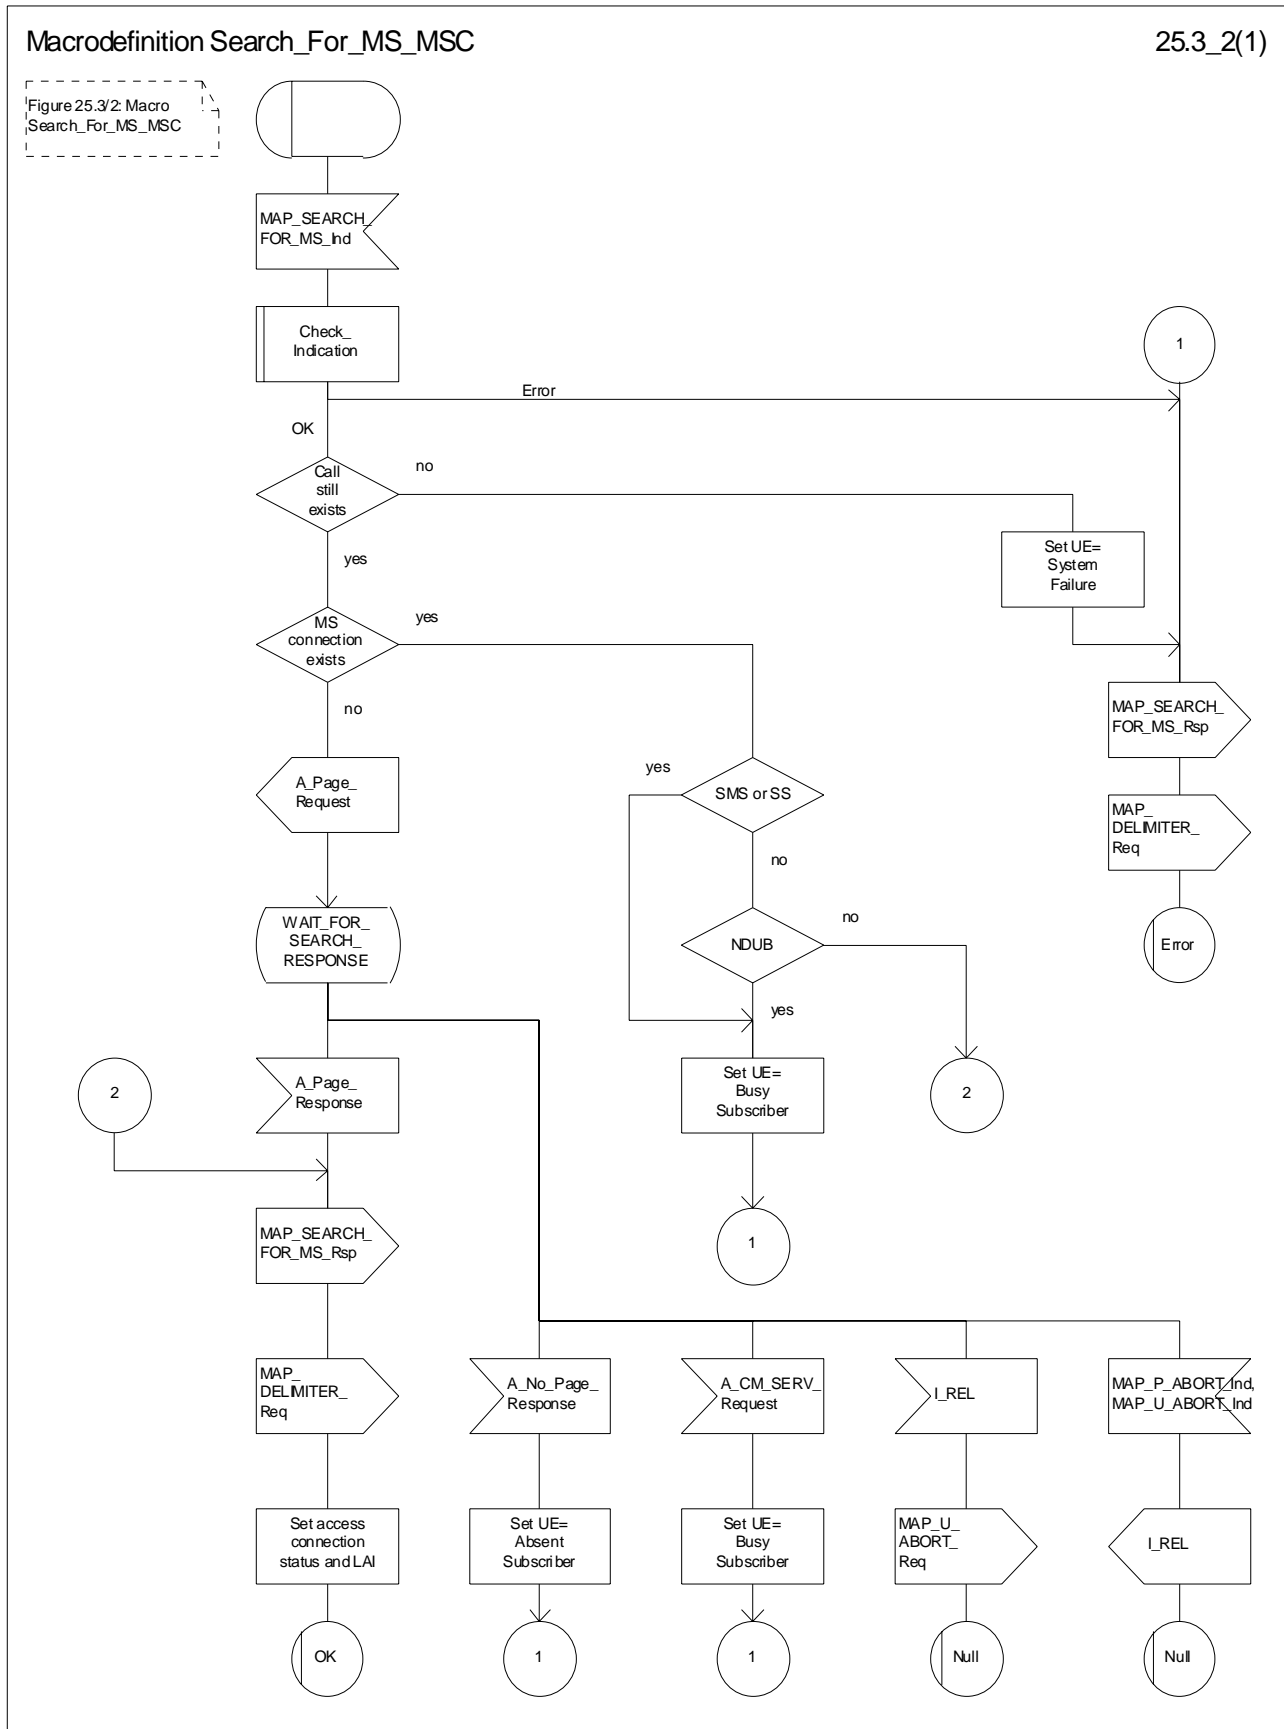 Macrodefinition Search_For_MS_MSC
25.3_2(1)
Figure 25.3/2: Macro
Search_For_MS_MSC
MAP_SEARCH_
FOR_MS_Ind
Check_
Indication
1
Error
OK
Call
still
exists
no
Set UE=
System
Failure
yes
MS
connection
exists
yes
no
MAP_SEARCH_
FOR_MS_Rsp
A_Page_
Request
yes
SMS or SS
MAP_
DELIMITER_
Req
no
WAIT_FOR_
SEARCH_
RESPONSE
NDUB
no
Error
yes
2
A_Page_
Response
Set UE=
Busy
Subscriber
2
MAP_SEARCH_
FOR_MS_Rsp
1
MAP_
DELIMITER_
Req
A_No_Page_
Response
A_CM_SERV_
Request
I_REL
MAP_P_ABORT_Ind,
MAP_U_ABORT_Ind
Set access
connection
status and LAI
Set UE=
Absent
Subscriber
Set UE=
Busy
Subscriber
MAP_U_
ABORT_
Req
I_REL
OK
1
1
Null
Null